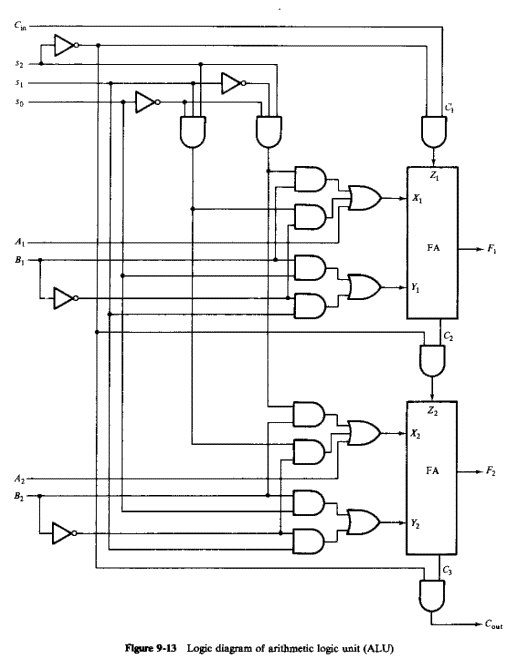 C_in
s_2
s_1
s_0
C_1
Z_1
X_1
A_1
FA
F_1
B_1
Y_1
C_2
Z_2
X_2
A_2
FA
F_2
B_2
Y_2
C_3
C_out
Figure 9-13 Logic diagram of arithmetic logic unit (ALU)